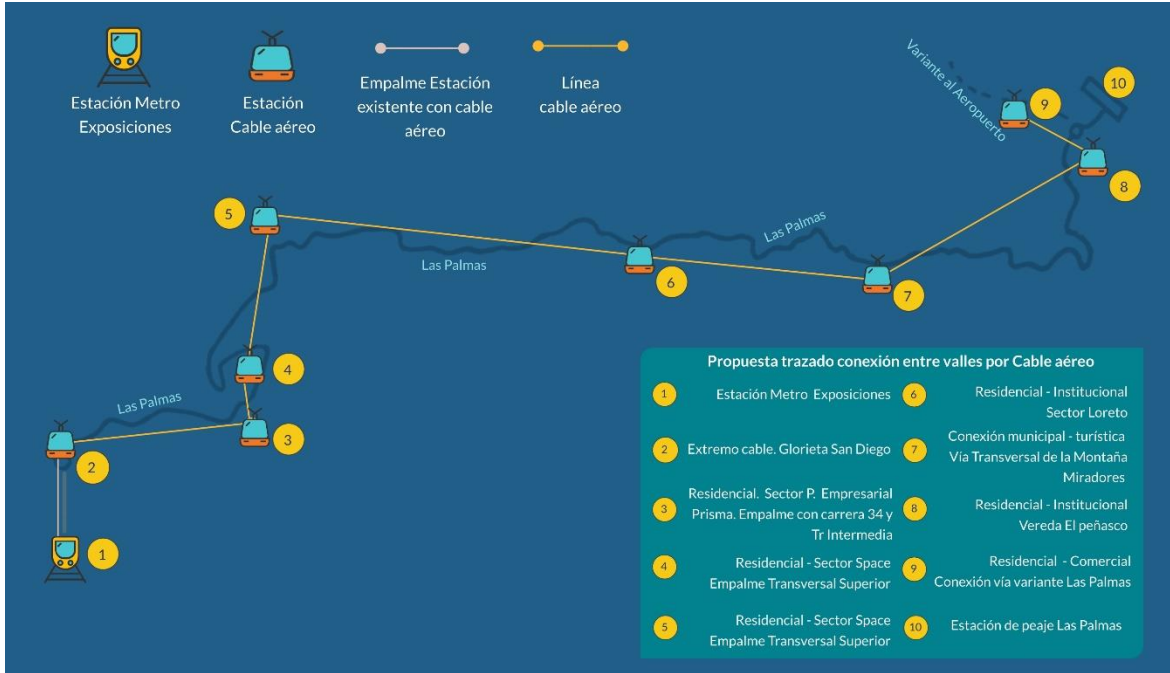 Estación Metro
Exposiciones
Estación
Cable aéreo
Empalme Estación
existente con cable
aéreo
Línea
cable aéreo
Variante al Aeropuerto
10
9
8
5
Las Palmas
Las Palmas
6
7
4
Las Palmas
3
2
1
Propuesta trazado conexión entre valles por Cable aéreo
1
Estación Metro Exposiciones
2
Extremo cable. Glorieta San Diego
3
Residencial. Sector P. Empresarial
Prisma. Empalme con carrera 34 y
Tr Intermedia
4
Residencial - Sector Space
Empalme Transversal Superior
5
Residencial - Sector Space
Empalme Transversal Superior
6
Residencial - Institucional
Sector Loreto
7
Conexión municipal - turística
Vía Transversal de la Montaña
Miradores
8
Residencial - Institucional
Vereda El peñasco
9
Residencial - Comercial
Conexión vía variante Las Palmas
10
Estación de peaje Las Palmas